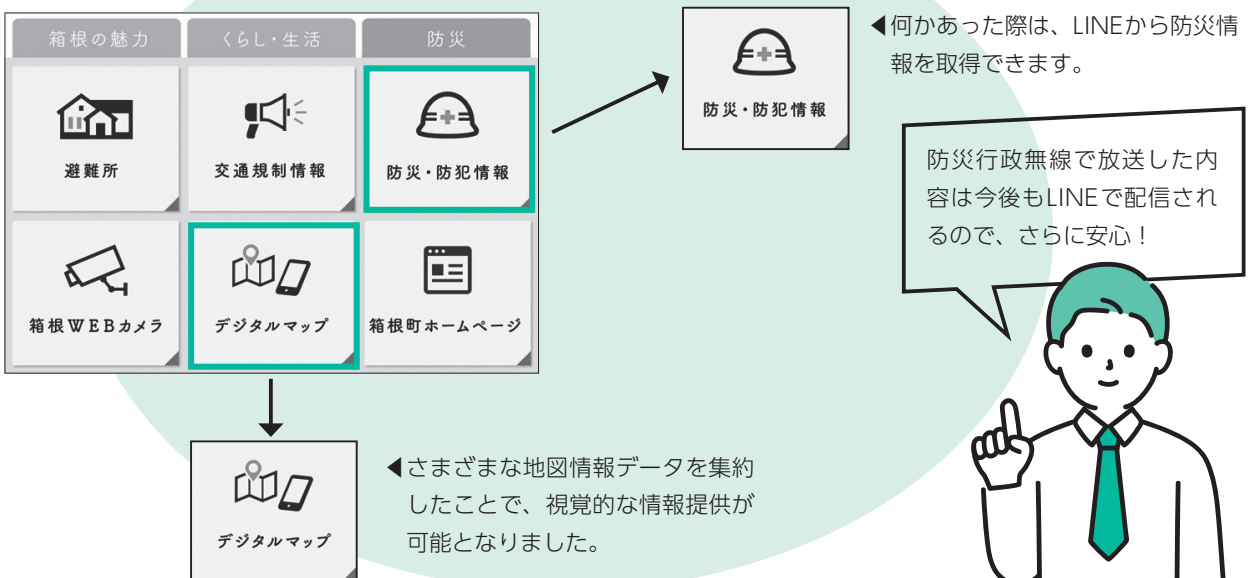 箱根の魅力
くらし・生活
防災
避難所
交通規制情報
防災・防犯情報
箱根WEBカメラ
デジタルマップ
箱根町ホームページ
防災・防犯情報
◀何かあった際は、LINEから防災情
報を取得できます。
防災行政無線で放送した内
容は今後もLINEで配信され
るので、さらに安心！
デジタルマップ
◀さまざまな地図情報データを集約
したことで、視覚的な情報提供が
可能となりました。